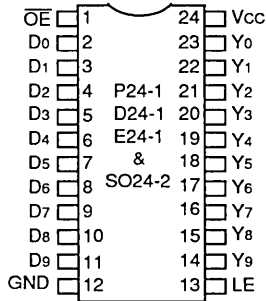 O̅E̅ 1 24 Vcc
D0 2 23 Y0
D1 3 22 Y1
D2 4 P24-1 21 Y2
D3 5 D24-1 20 Y3
D4 6 E24-1 19 Y4
D5 7 & 18 Y5
D6 8 SO24-2 17 Y6
D7 9 16 Y7
D8 10 15 Y8
D9 11 14 Y9
GND 12 13 LE